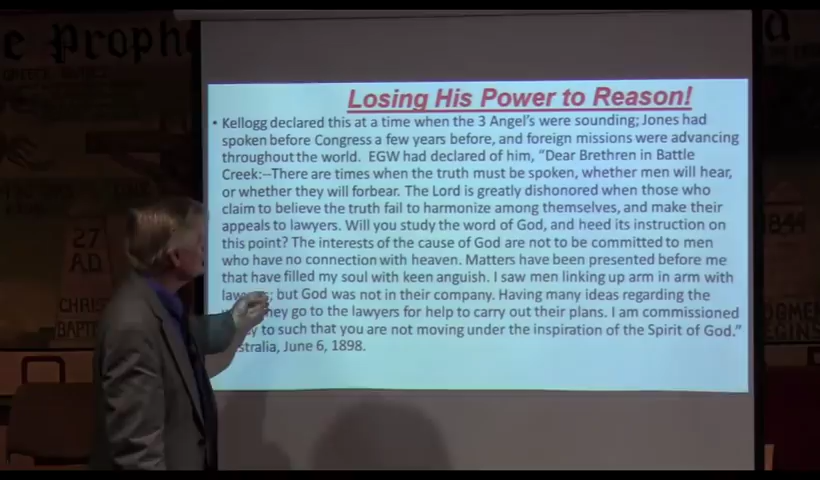 e Proph
Losing His Power to Reason!
• Kellogg declared this at a time when the 3 Angel's were sounding; Jones had
spoken before Congress a few years before, and foreign missions were advancing
throughout the world.  EGW had declared of him, “Dear Brethren in Battle
Creek:–There are times when the truth must be spoken, whether men will hear,
or whether they will forbear. The Lord is greatly dishonored when those who
claim to believe the truth fail to harmonize among themselves, and make their
appeals to lawyers. Will you study the word of God, and heed its instruction on
this point? The interests of the cause of God are not to be committed to men
who have no connection with heaven. Matters have been presented before me
that have filled my soul with keen anguish. I saw men linking up arm in arm with
but God was not in their company. Having many ideas regarding the
go to the lawyers for help to carry out their plans. I am commissioned
to such that you are not moving under the inspiration of the Spirit of God.”
stralia, June 6, 1898.
27
AD
CHRIS
BAPT
1844